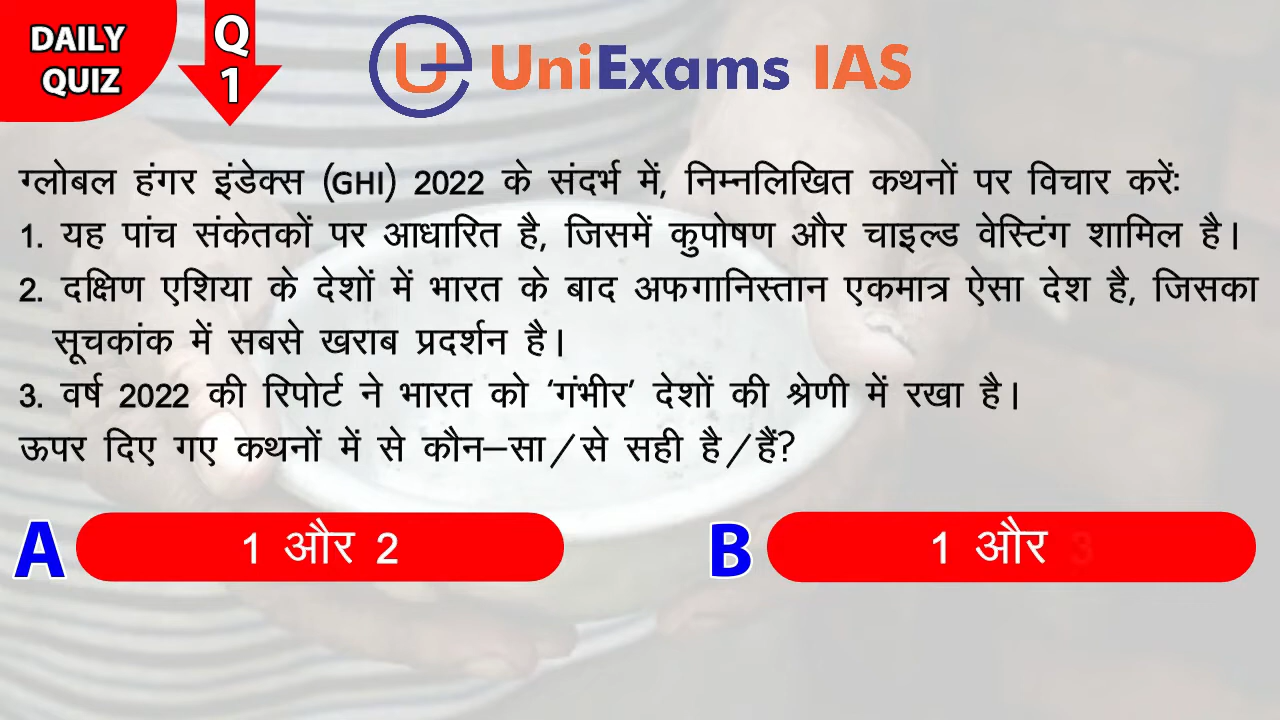 DAILY
QUIZ
Q
1
UniExams IAS
ग्लोबल हंगर इंडेक्स (GHI) 2022 के संदर्भ में, निम्नलिखित कथनों पर विचार करें:
1. यह पांच संकेतकों पर आधारित है, जिसमें कुपोषण और चाइल्ड वेस्टिंग शामिल है।
2. दक्षिण एशिया के देशों में भारत के बाद अफगानिस्तान एकमात्र ऐसा देश है, जिसका
सूचकांक में सबसे खराब प्रदर्शन है।
3. वर्ष 2022 की रिपोर्ट ने भारत को ‘गंभीर’ देशों की श्रेणी में रखा है।
ऊपर दिए गए कथनों में से कौन–सा/से सही है/हैं?
A 1 और 2
B 1 और 3